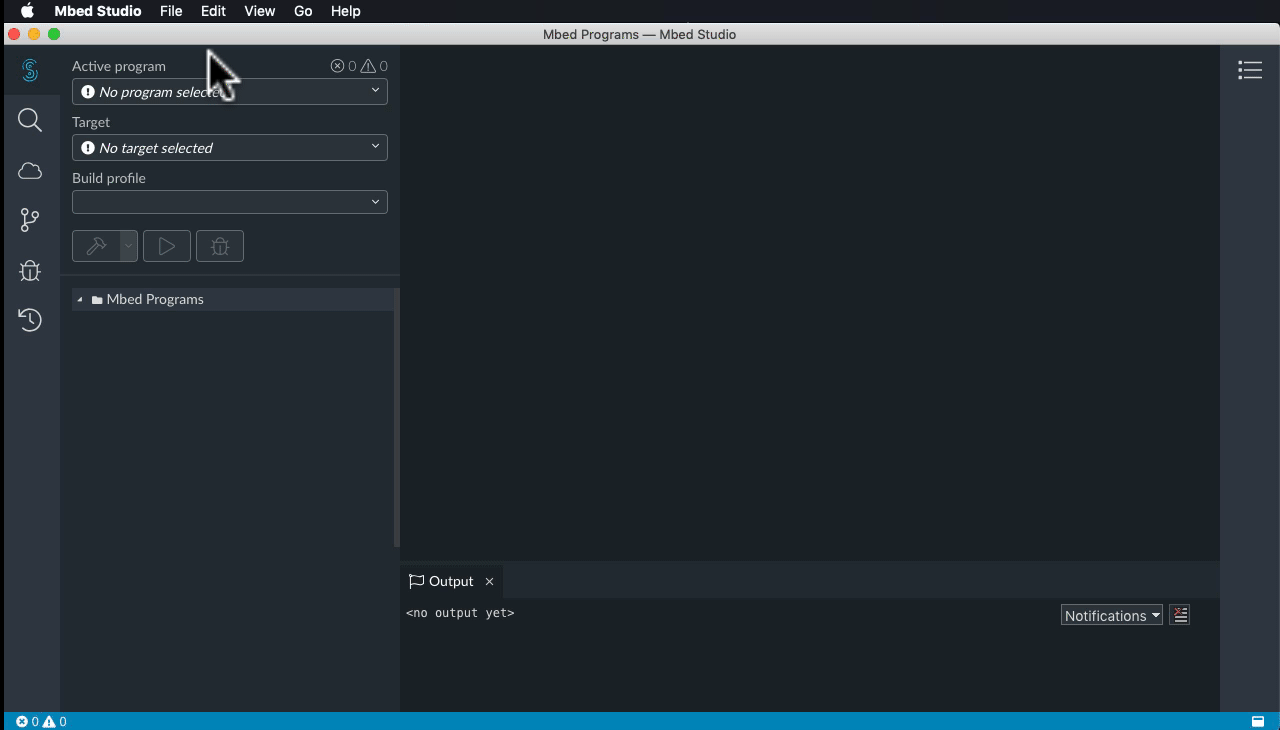 Mbed Studio File Edit View Go Help
Mbed Programs — Mbed Studio
Active program 0 0
No program selected
Target
No target selected
Build profile
Mbed Programs
Output
<no output yet>
Notifications
0 0